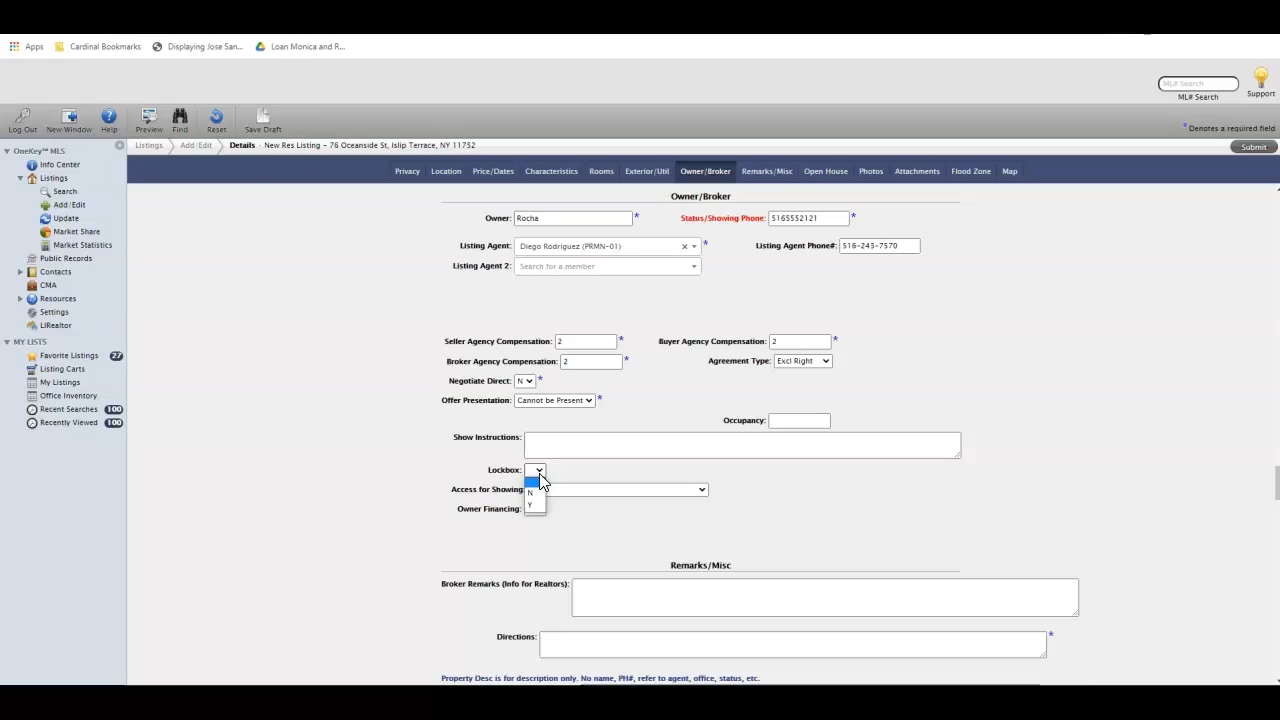 Apps Cardinal Bookmarks Displaying Jose San... Loan Monica and R...
ML# Search
ML# Search Support
Log Out New Window Help Preview Find Reset Save Draft
* Denotes a required field
Listings Add/Edit Details - New Res Listing - 76 Oceanside St, Islip Terrace, NY 11752 Submit
OneKey™ MLS
Info Center
Listings
Search
Add/Edit
Update
Market Share
Market Statistics
Public Records
Contacts
CMA
Resources
Settings
LIRealtor
MY LISTS
Favorite Listings 27
Listing Carts
My Listings
Office Inventory
Recent Searches 100
Recently Viewed 100
Privacy Location Price/Dates Characteristics Rooms Exterior/Util Owner/Broker Remarks/Misc Open House Photos Attachments Flood Zone Map
Owner/Broker
Owner: Rocha * Status/Showing Phone: 5165552121 *
Listing Agent: Diego Rodriguez (PRMN-01) × * Listing Agent Phone#: 516-243-7570
Listing Agent 2: Search for a member
Seller Agency Compensation: 2 * Buyer Agency Compensation: 2 *
Broker Agency Compensation: 2 * Agreement Type: Excl Right
Negotiate Direct: N *
Offer Presentation: Cannot be Present *
Occupancy:
Show Instructions:
Lockbox:
N
Y
Access for Showing
Owner Financing:
Remarks/Misc
Broker Remarks (Info for Realtors):
Directions: *
Property Desc is for description only. No name, PH#, refer to agent, office, status, etc.